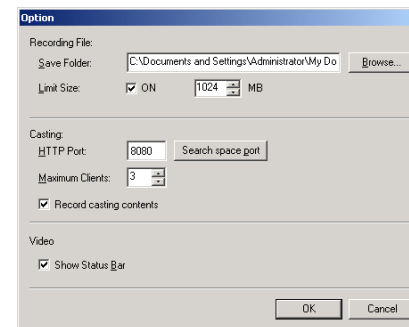 Option
Recording File:
Save Folder: C:\Documents and Settings\Administrator\My Do Browse...
Limit Size: ON 1024 MB
Casting:
HTTP Port: 8080 Search space port
Maximum Clients: 3
Record casting contents
Video
Show Status Bar
OK Cancel